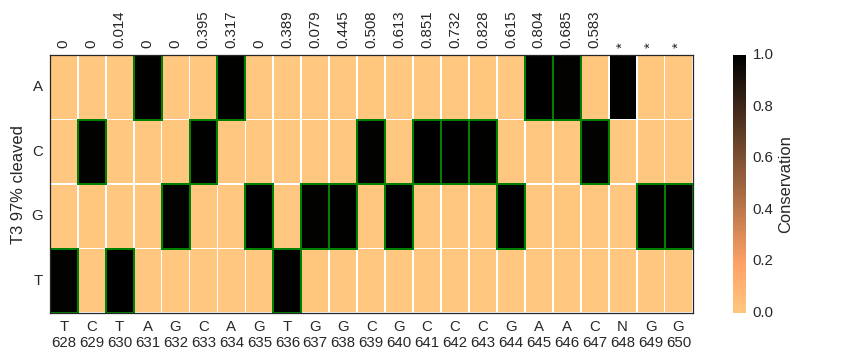 0 0 0.014 0 0 0.395 0.317 0 0.389 0.079 0.445 0.508 0.613 0.851 0.732 0.828 0.615 0.804 0.685 0.583 * * *
A
C
G
T
T3 97% cleaved
T C T A G C A G T G G C G C C C G A A C N G G
628 629 630 631 632 633 634 635 636 637 638 639 640 641 642 643 644 645 646 647 648 649 650
1.0
0.8
0.6
0.4
0.2
0.0
Conservation